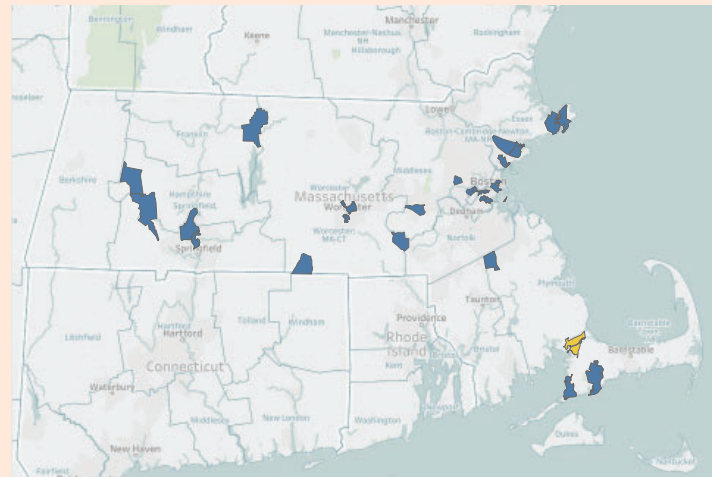 Manchester
Bennington
Windham
Keene
Manchester-Nashua
NH
Hillsborough
Rockingham
Lowell
Essex
Franklin
Boston-Cambridge-Newton,
Middlesex
Berkshire
Hampshire
Springfield,
Worcester
Massachusetts
Worcester
Boston
Dedham
Worcester
MA-CT
Norfolk
Springfield
Plymouth
Taunton
Providence
Rhode
Island
Kent
Bristol
Barnstable
Litchfield
Hartford
Hartford
Tolland
Windham
Connecticut
Waterbury
Middlesex
New London
Washington
Newport
Dukes
New Haven
Fairfield
Nantucket